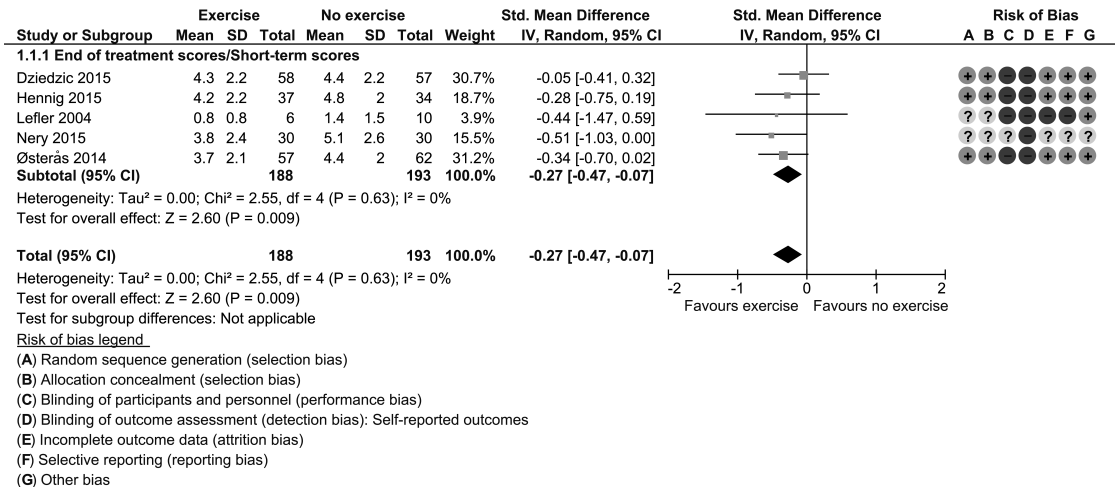 Exercise No exercise Std. Mean Difference Std. Mean Difference Risk of Bias
Study or Subgroup Mean SD Total Mean SD Total Weight IV, Random, 95% CI IV, Random, 95% CI A B C D E F G
1.1.1 End of treatment scores/Short-term scores
Dziedzic 2015 4.3 2.2 58 4.4 2.2 57 30.7% -0.05 [-0.41, 0.32] + + − − + + +
Hennig 2015 4.2 2.2 37 4.8 2 34 18.7% -0.28 [-0.75, 0.19] + + − − + + +
Lefler 2004 0.8 0.8 6 1.4 1.5 10 3.9% -0.44 [-1.47, 0.59] ? ? − − − − +
Nery 2015 3.8 2.4 30 5.1 2.6 30 15.5% -0.51 [-1.03, 0.00] ? ? ? − ? ? ?
Østerås 2014 3.7 2.1 57 4.4 2 62 31.2% -0.34 [-0.70, 0.02] + + − − + + +
Subtotal (95% CI) 188 193 100.0% -0.27 [-0.47, -0.07]
Heterogeneity: Tau² = 0.00; Chi² = 2.55, df = 4 (P = 0.63); I² = 0%
Test for overall effect: Z = 2.60 (P = 0.009)
Total (95% CI) 188 193 100.0% -0.27 [-0.47, -0.07]
Heterogeneity: Tau² = 0.00; Chi² = 2.55, df = 4 (P = 0.63); I² = 0%
-2 -1 0 1 2
Test for overall effect: Z = 2.60 (P = 0.009)
Favours exercise Favours no exercise
Test for subgroup differences: Not applicable
Risk of bias legend
(A) Random sequence generation (selection bias)
(B) Allocation concealment (selection bias)
(C) Blinding of participants and personnel (performance bias)
(D) Blinding of outcome assessment (detection bias): Self-reported outcomes
(E) Incomplete outcome data (attrition bias)
(F) Selective reporting (reporting bias)
(G) Other bias